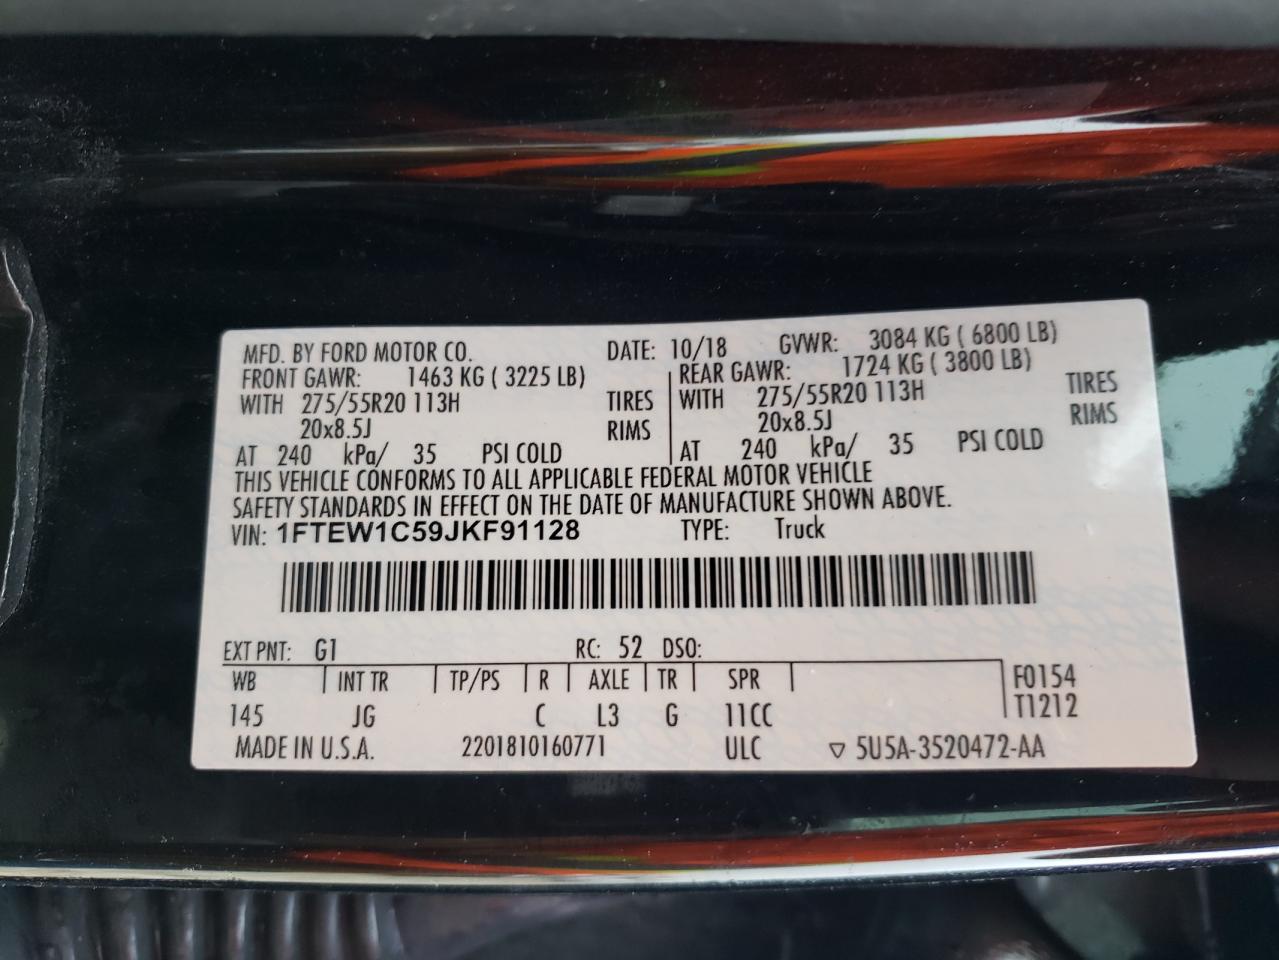 MFD. BY FORD MOTOR CO. DATE: 10/18 GVWR: 3084 KG ( 6800 LB)
FRONT GAWR: 1463 KG ( 3225 LB) REAR GAWR: 1724 KG ( 3800 LB)
WITH 275/55R20 113H TIRES WITH 275/55R20 113H TIRES
20x8.5J RIMS 20x8.5J RIMS
AT 240 kPa/ 35 PSI COLD AT 240 kPa/ 35 PSI COLD
THIS VEHICLE CONFORMS TO ALL APPLICABLE FEDERAL MOTOR VEHICLE
SAFETY STANDARDS IN EFFECT ON THE DATE OF MANUFACTURE SHOWN ABOVE.
VIN: 1FTEW1C59JKF91128 TYPE: Truck
EXT PNT: G1 RC: 52 DSO:
WB INT TR TP/PS R AXLE TR SPR F0154
145 JG C L3 G 11CC T1212
MADE IN U.S.A. 2201810160771 ULC ▽ 5U5A-3520472-AA